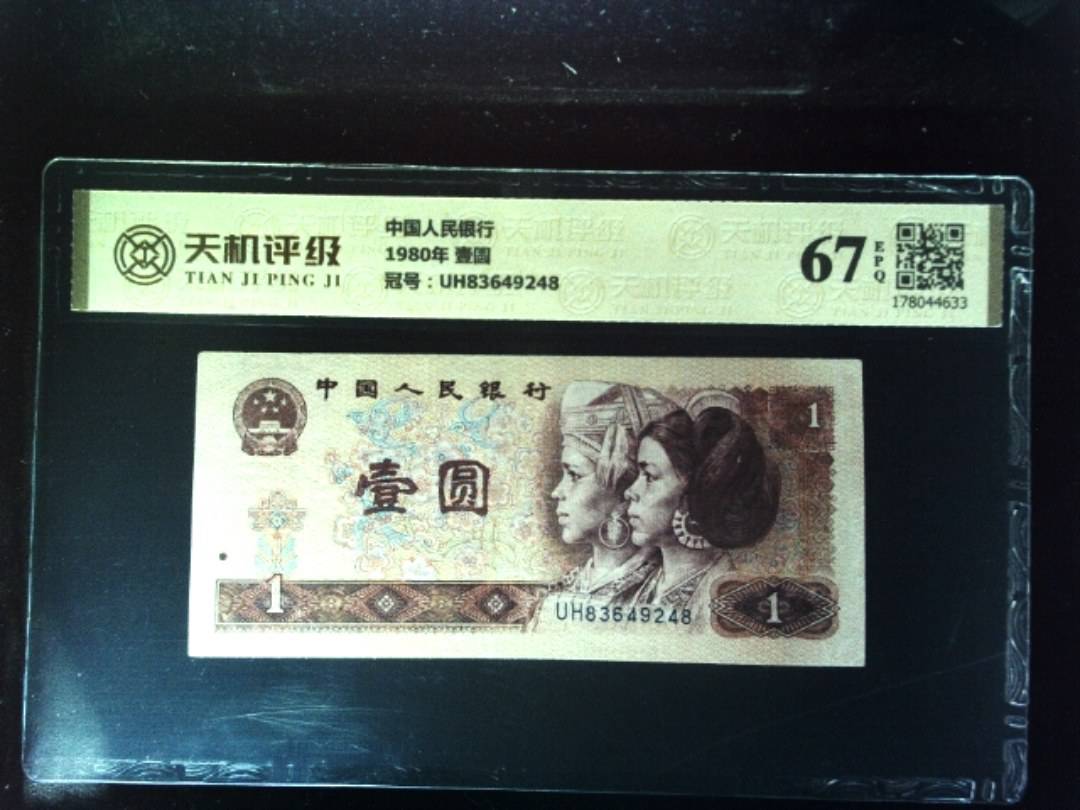 天机评级
TIAN JI PING JI
中国人民银行
1980年 壹圆
冠号：UH83649248
67
EPQ
178044633
中国人民银行
1
壹圆
1
UH83649248
1